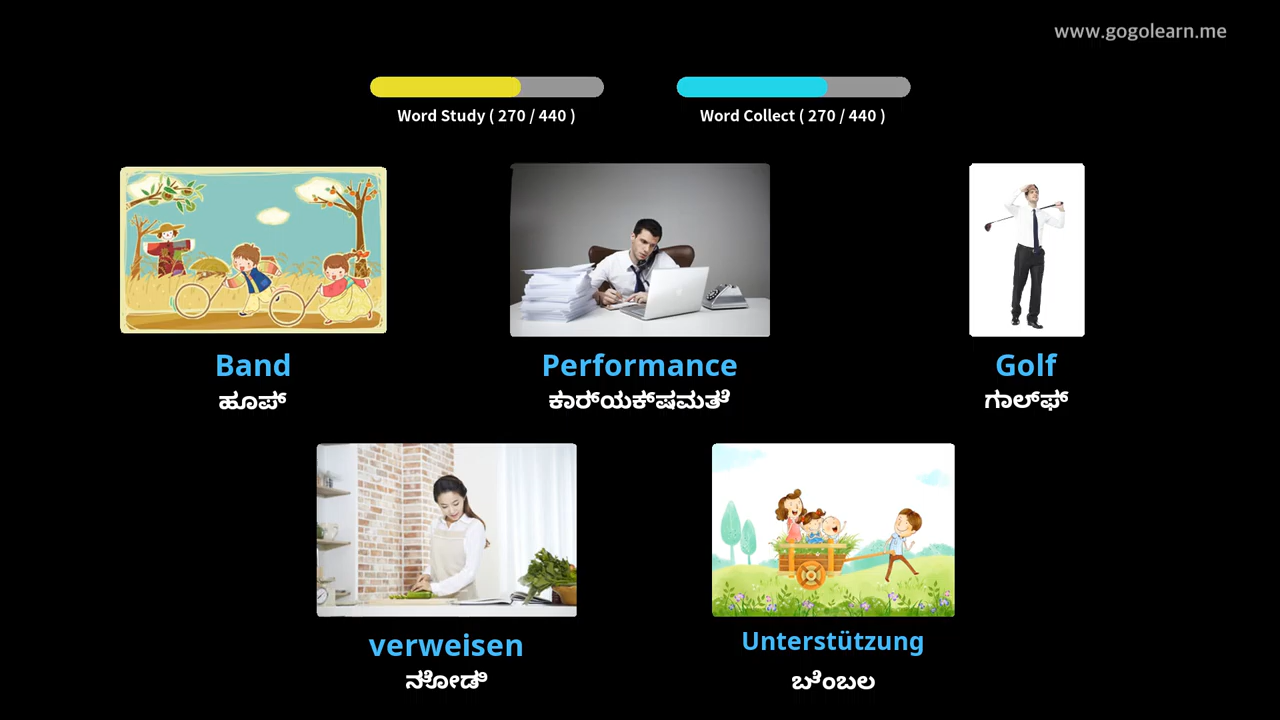 www.gogolearn.me
Word Study ( 270 / 440 )
Word Collect ( 270 / 440 )
Band
ಹೂಪ್
Performance
ಕಾರ್‌ಯಕ್‌ಷಮತೆ
Golf
ಗಾಲ್‌ಫ್
verweisen
ನೋಡಿ
Unterstützung
ಬೆಂಬಲ